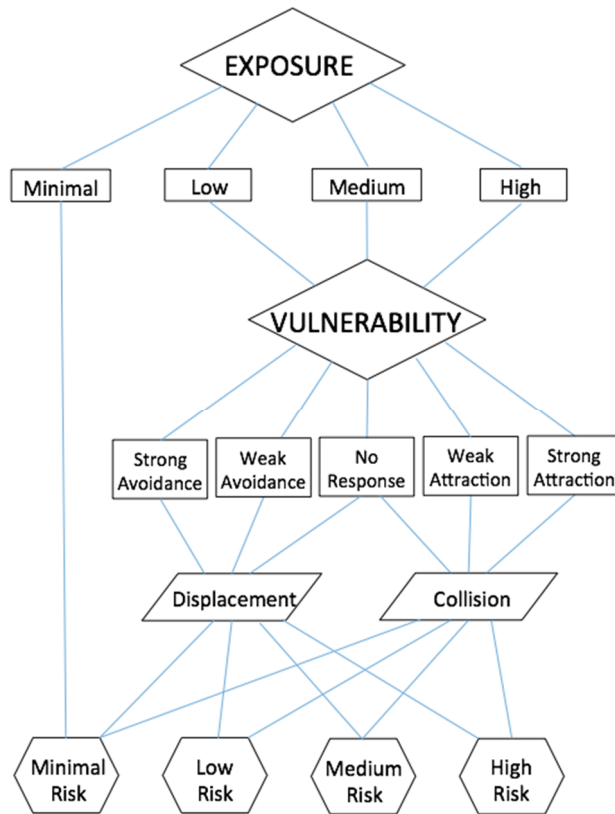 EXPOSURE
Minimal
Low
Medium
High
VULNERABILITY
Strong
Avoidance
Weak
Avoidance
No
Response
Weak
Attraction
Strong
Attraction
Displacement
Collision
Minimal
Risk
Low
Risk
Medium
Risk
High
Risk